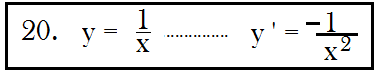 20. y = 1/x ............... y ' = -1/x²